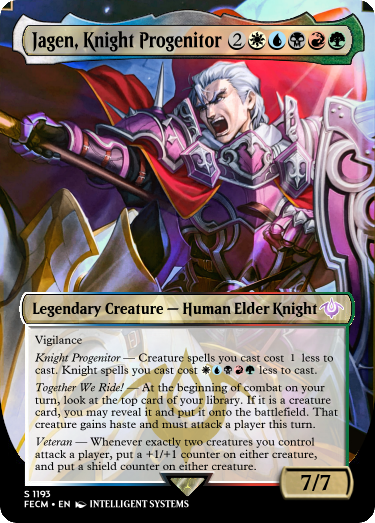 Jagen, Knight Progenitor 2
Legendary Creature — Human Elder Knight
Vigilance
Knight Progenitor — Creature spells you cast cost 1 less to
cast. Knight spells you cast cost less to cast.
Together We Ride! — At the beginning of combat on your
turn, look at the top card of your library. If it is a creature
card, you may reveal it and put it onto the battlefield. That
creature gains haste and must attack a player this turn.
Veteran — Whenever exactly two creatures you control
attack a player, put a +1/+1 counter on either creature,
and put a shield counter on either creature.
7/7
S 1193
FECM • EN INTELLIGENT SYSTEMS